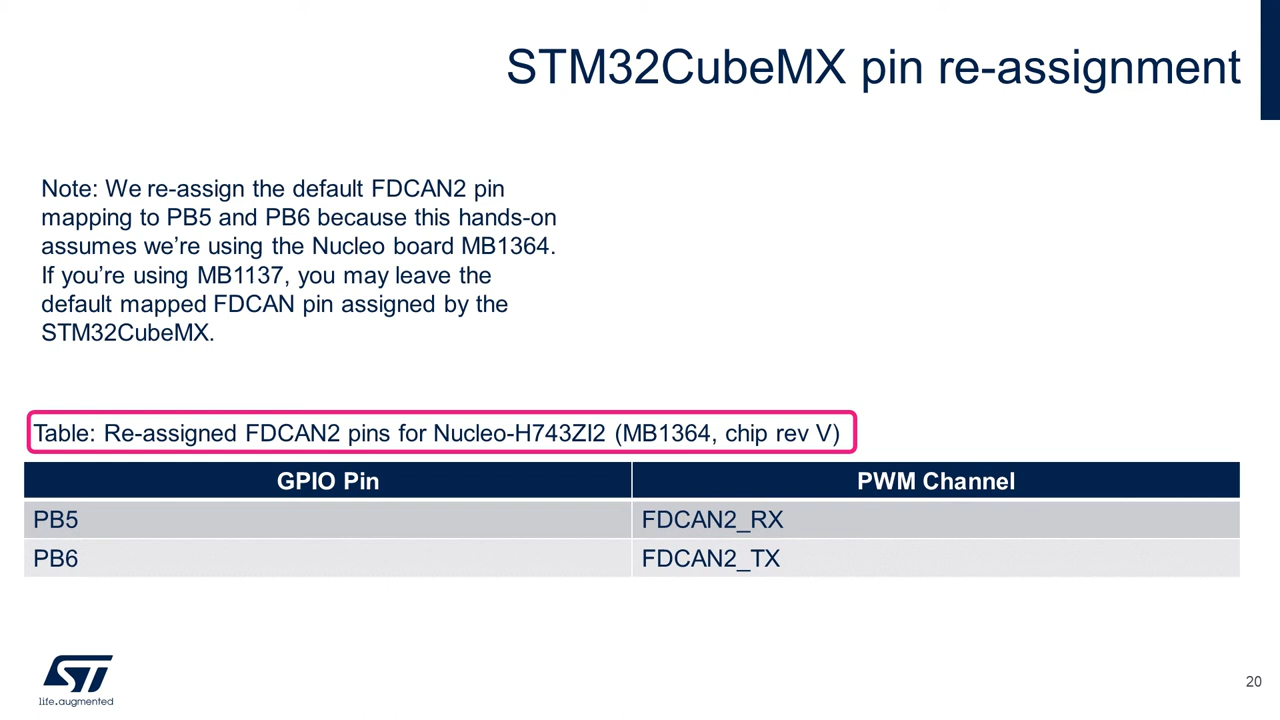 STM32CubeMX pin re-assignment
Note: We re-assign the default FDCAN2 pin
mapping to PB5 and PB6 because this hands-on
assumes we’re using the Nucleo board MB1364.
If you’re using MB1137, you may leave the
default mapped FDCAN pin assigned by the
STM32CubeMX.
Table: Re-assigned FDCAN2 pins for Nucleo-H743ZI2 (MB1364, chip rev V)
GPIO Pin PWM Channel
PB5 FDCAN2_RX
PB6 FDCAN2_TX
ST
life.augmented
20